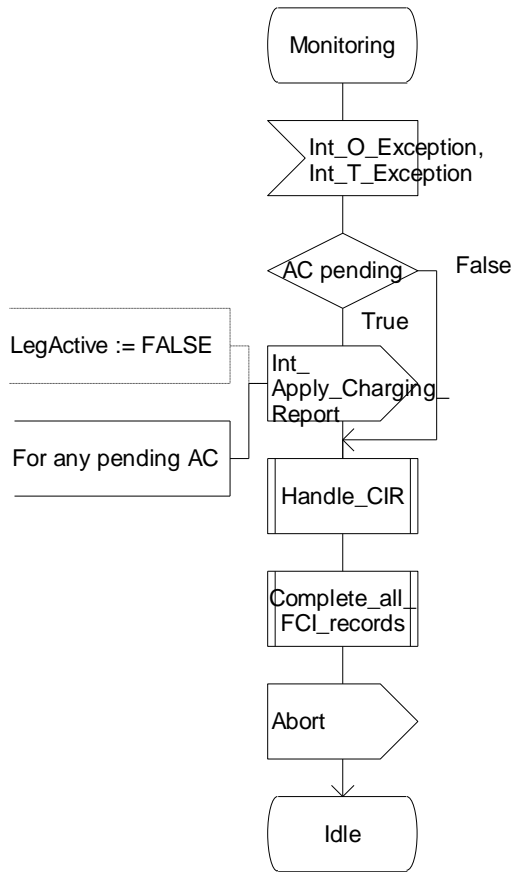 Monitoring
Int_O_Exception,
Int_T_Exception
AC pending
False
True
LegActive := FALSE
Int_
Apply_Charging_
Report
For any pending AC
Handle_CIR
Complete_all_
FCI_records
Abort
Idle